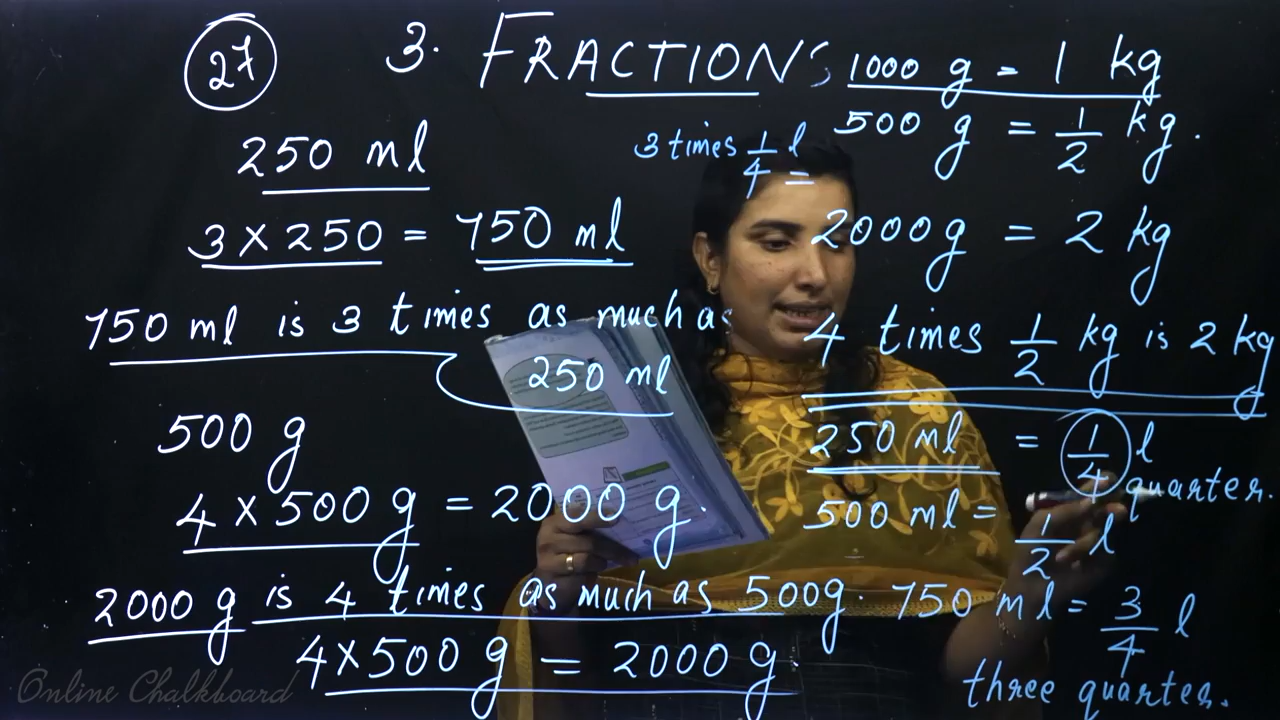 27
3. FRACTIONS
250 ml
3 × 250 = 750 ml
750 ml is 3 times as much as
250 ml
500 g
4 × 500 g = 2000 g.
2000 g is 4 times as much as 500g.
4×500 g = 2000 g.
3 times 1/4 l
1000 g = 1 kg
500 g = 1/2 kg.
2000g = 2 kg
4 times 1/2 kg is 2 kg
250 ml = 1/4 l
quarter.
500 ml = 1/2 l
750 ml = 3/4 l
three quarter.
Online Chalkboard